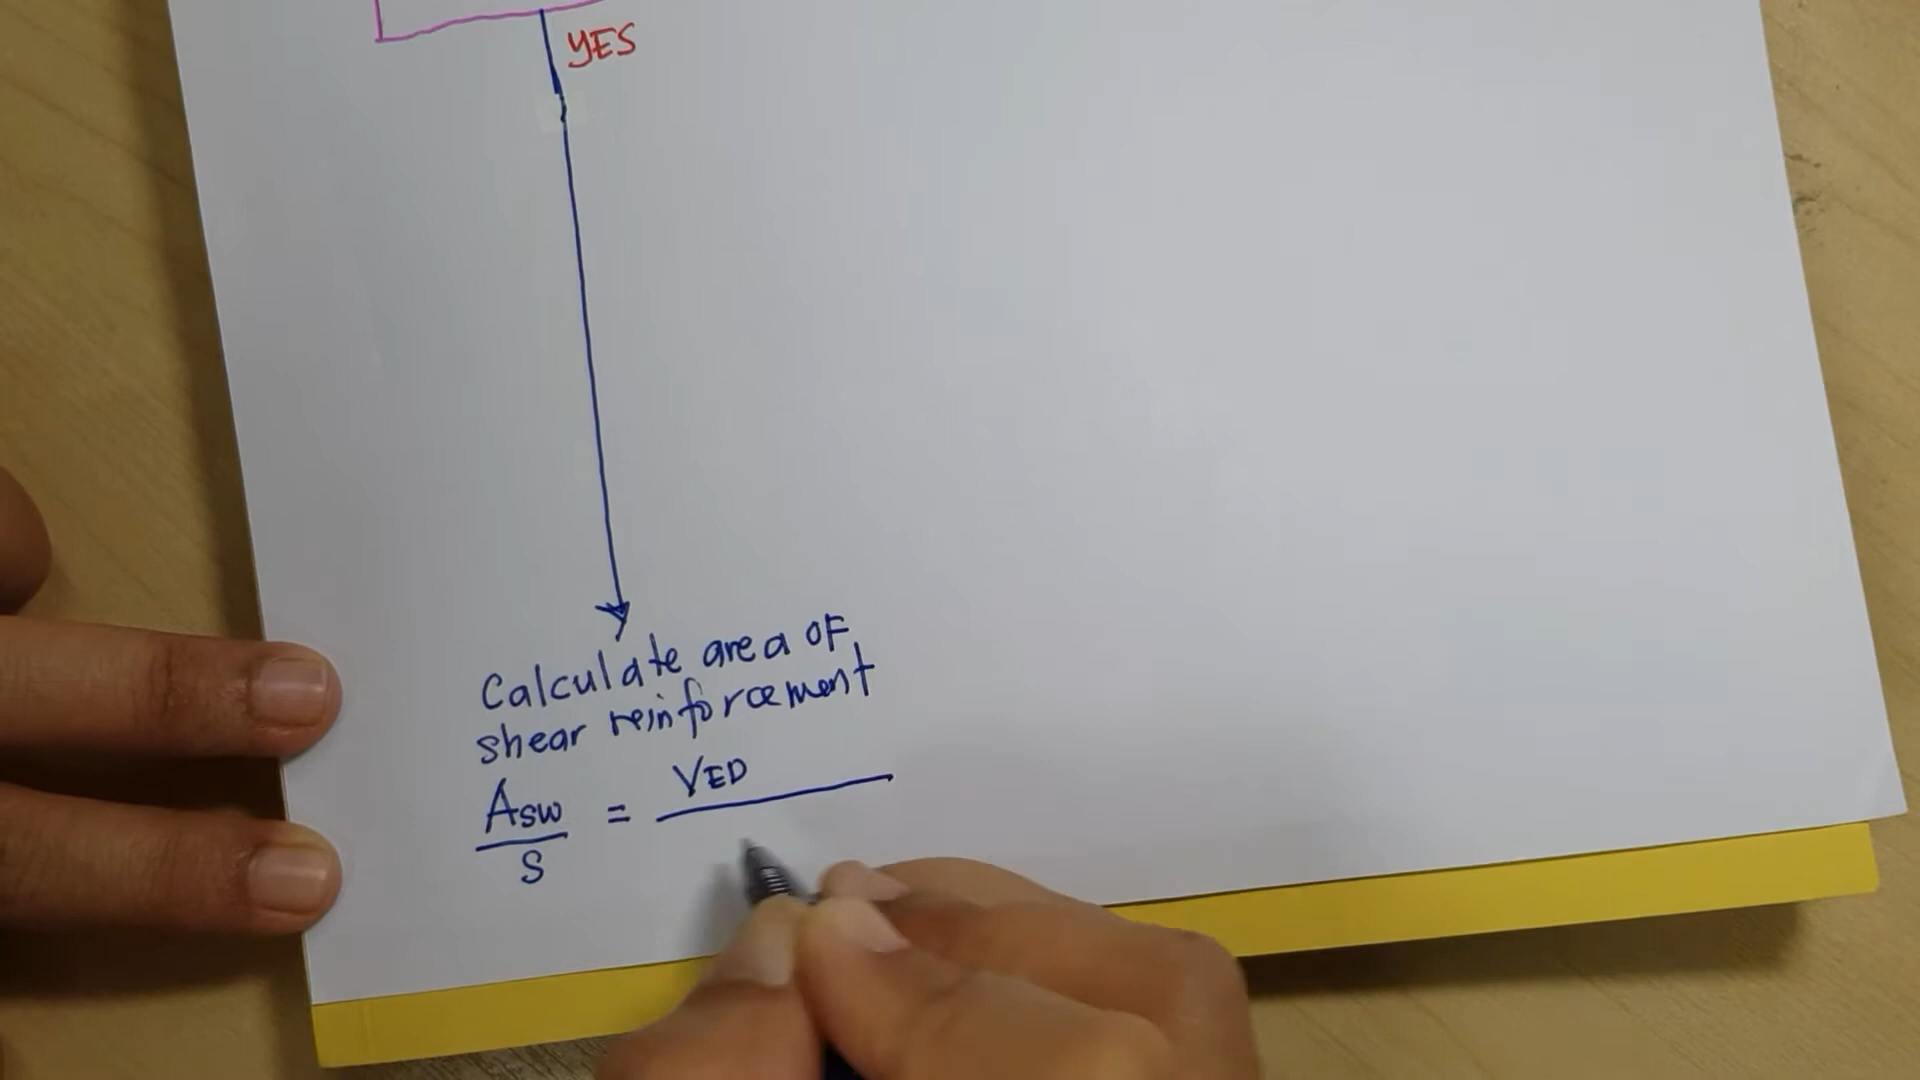 YES
Calculate area OF
shear reinforcement
Asw = VED
S